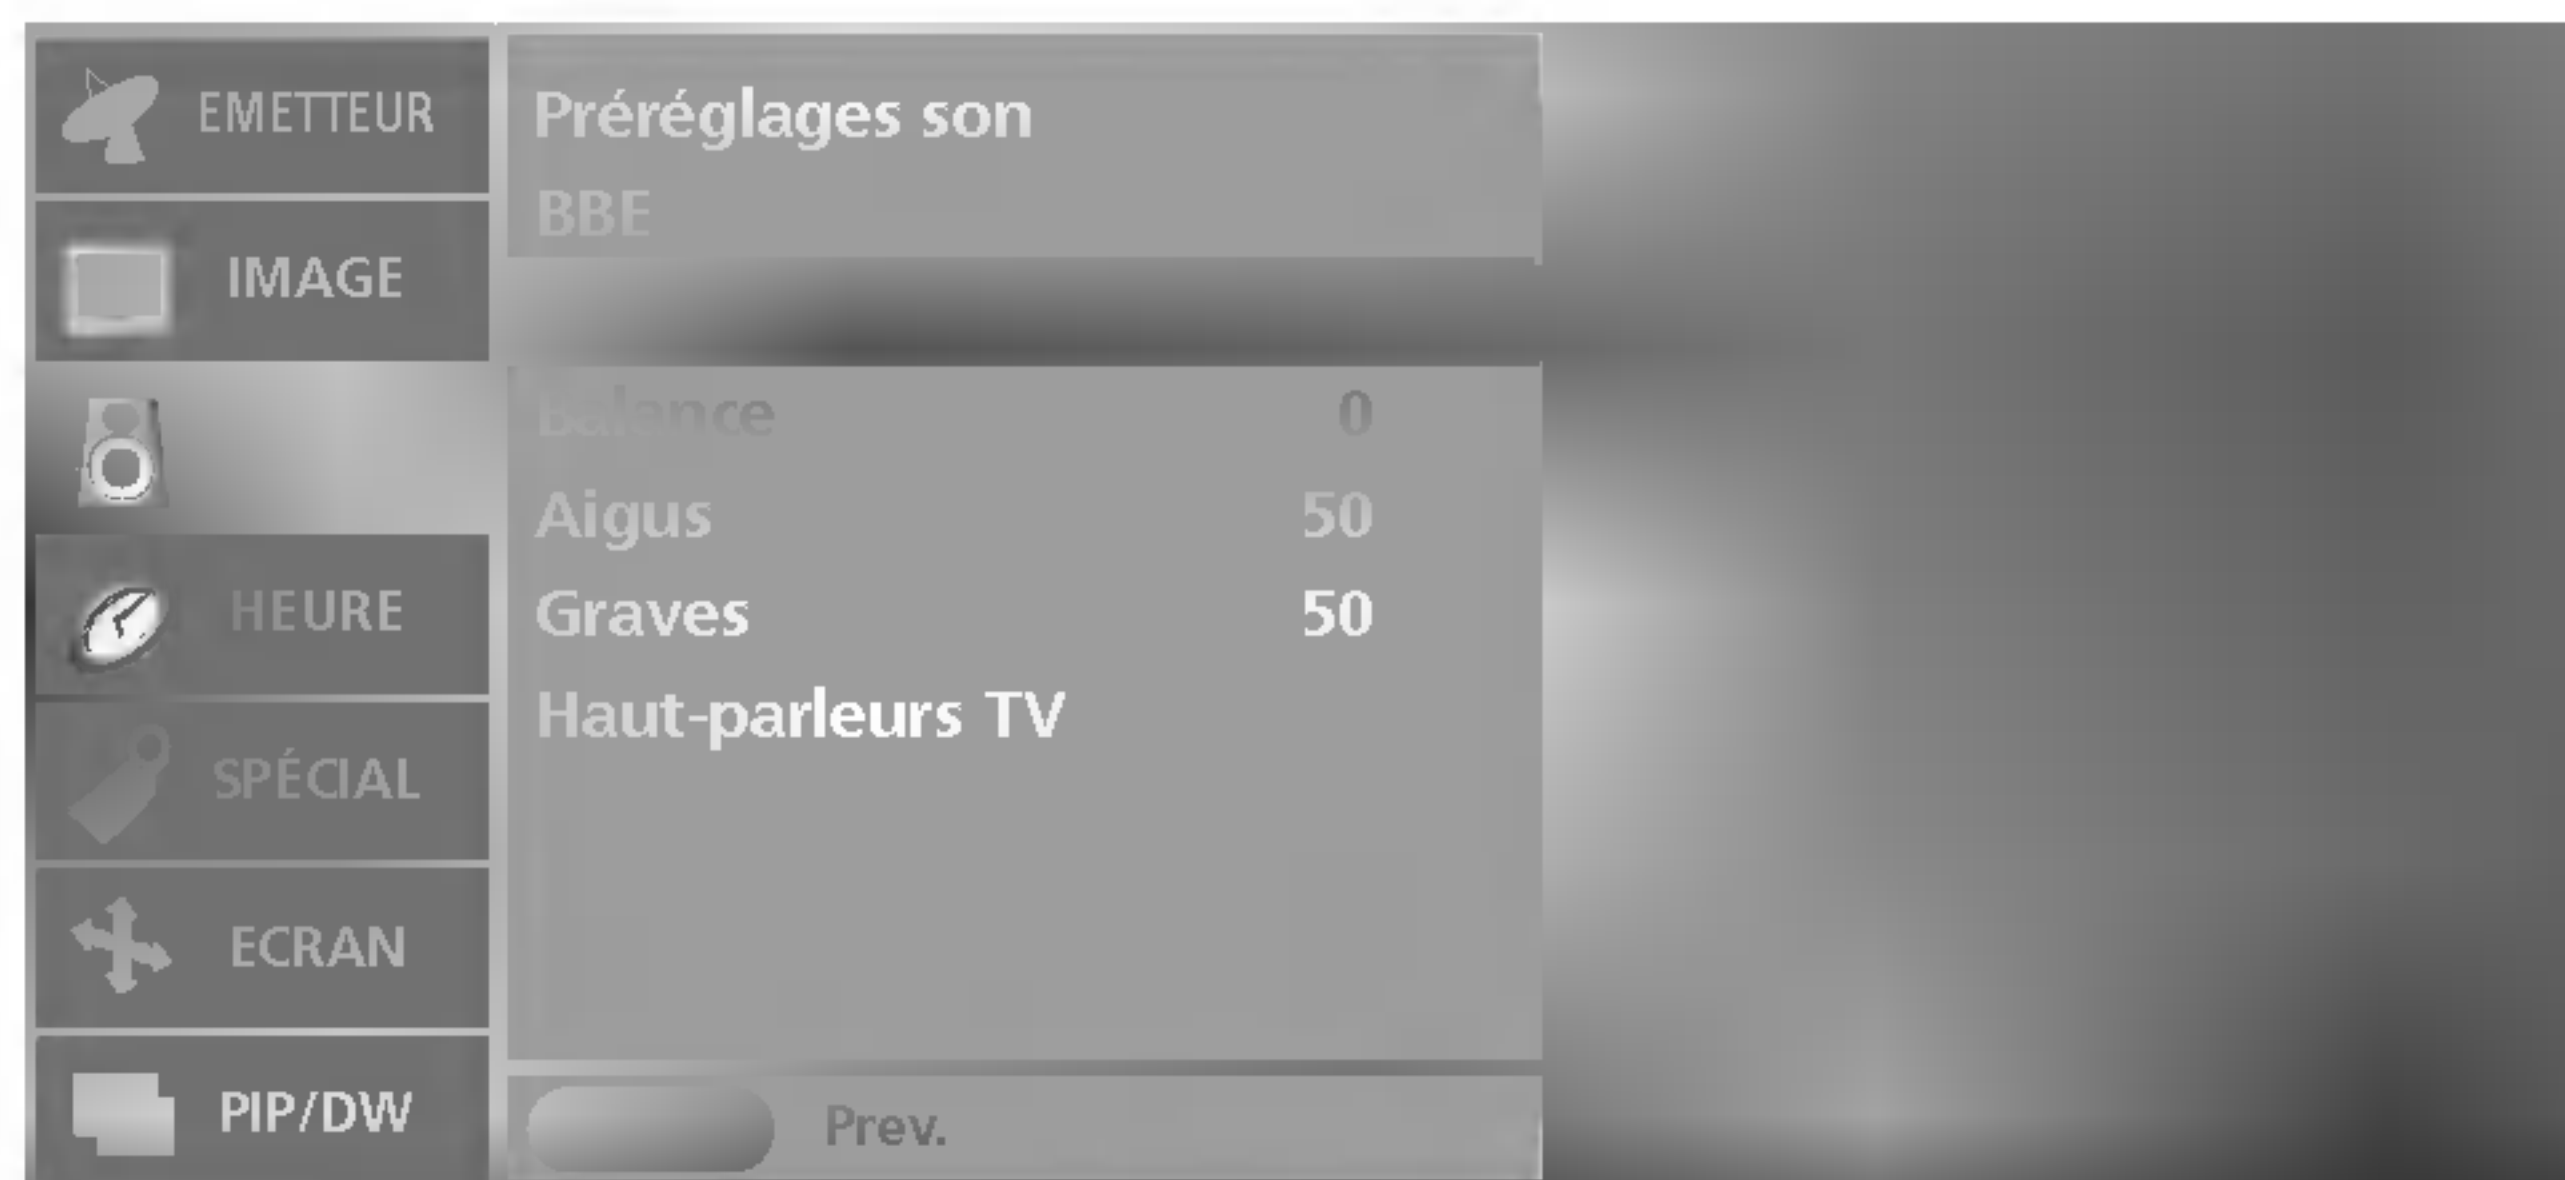 EMETTEUR
IMAGE
HEURE
SPÉCIAL
ECRAN
PIP/DW
Préréglages son
BBE
Balance 0
Aigus 50
Graves 50
Haut-parleurs TV
Prev.